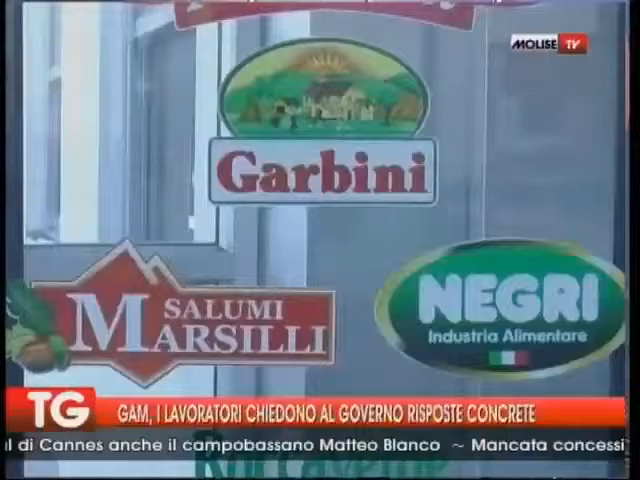 MOLISE TV
Garbini
SALUMI
MARSILLI
NEGRI
Industria Alimentare
TG
GAM, I LAVORATORI CHIEDONO AL GOVERNO RISPOSTE CONCRETE
l di Cannes anche il campobassano Matteo Blanco ~ Mancata concessi